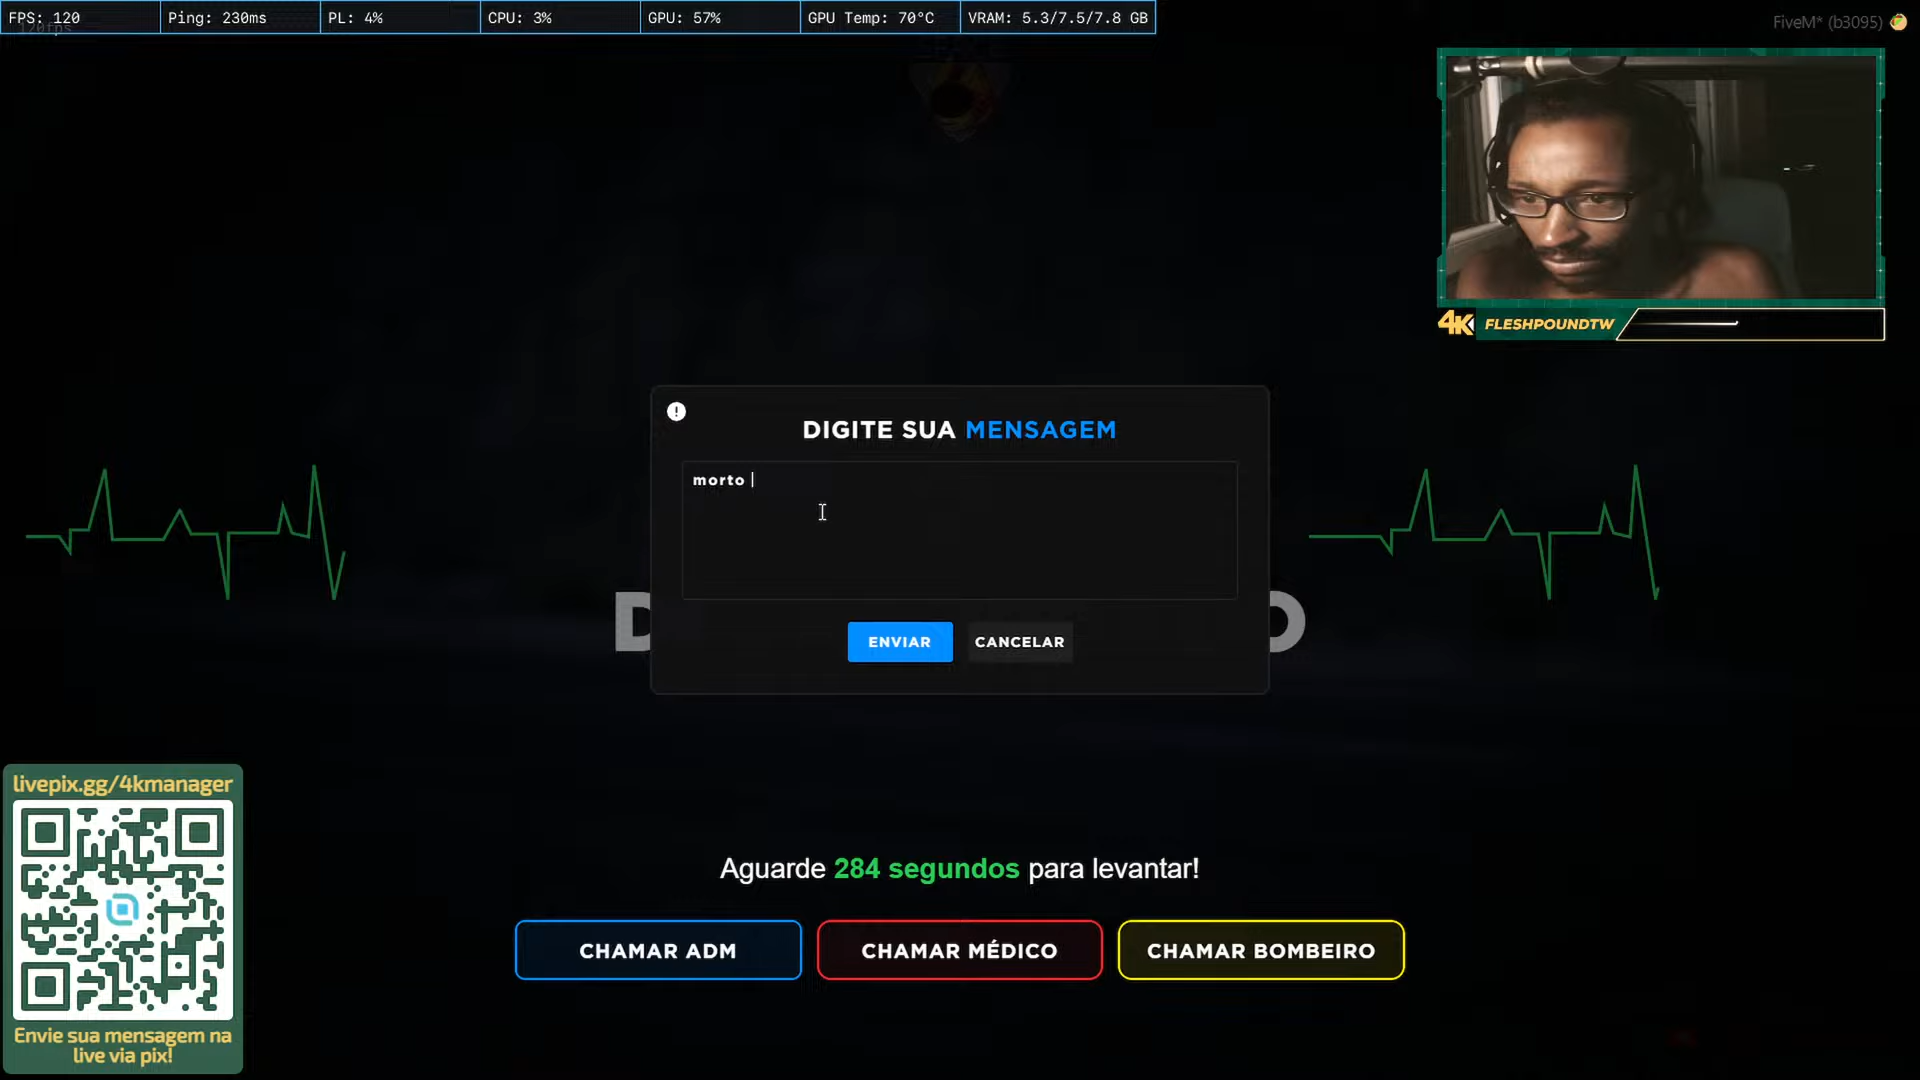 FPS: 120
Ping: 230ms
PL: 4%
CPU: 3%
GPU: 57%
GPU Temp: 70°C
VRAM: 5.3/7.5/7.8 GB
120fps
FiveM* (b3095)
4K FLESHPOUNDTW
DIGITE SUA MENSAGEM
morto
ENVIAR
CANCELAR
Aguarde 284 segundos para levantar!
CHAMAR ADM
CHAMAR MÉDICO
CHAMAR BOMBEIRO
livepix.gg/4kmanager
Envie sua mensagem na
live via pix!